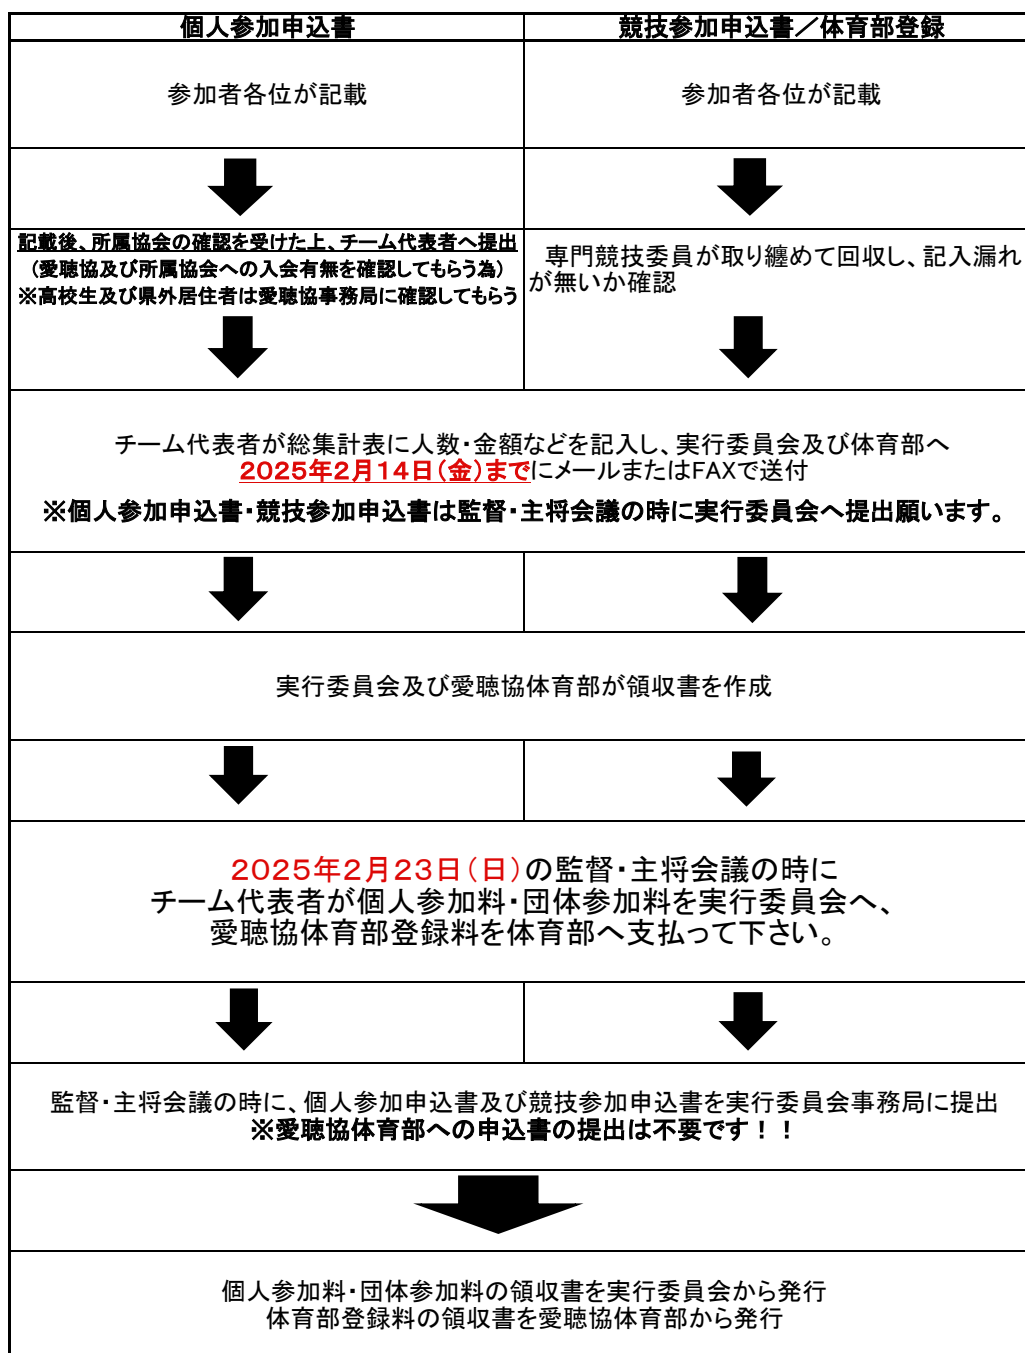 個人参加申込書
競技参加申込書／体育部登録
参加者各位が記載
参加者各位が記載
記載後、所属協会の確認を受けた上、チーム代表者へ提出
(愛聴協及び所属協会への入会有無を確認してもらう為)
※高校生及び県外居住者は愛聴協事務局に確認してもらう
専門競技委員が取り纏めて回収し、記入漏れ
が無いか確認
チーム代表者が総集計表に人数・金額などを記入し、実行委員会及び体育部へ
２０２５年２月１４日（金）までにメールまたはFAXで送付
※個人参加申込書・競技参加申込書は監督・主将会議の時に実行委員会へ提出願います。
実行委員会及び愛聴協体育部が領収書を作成
２０２５年２月２３日（日）の監督・主将会議の時に
チーム代表者が個人参加料・団体参加料を実行委員会へ、
愛聴協体育部登録料を体育部へ支払って下さい。
監督・主将会議の時に、個人参加申込書及び競技参加申込書を実行委員会事務局に提出
※愛聴協体育部への申込書の提出は不要です！！
個人参加料・団体参加料の領収書を実行委員会から発行
体育部登録料の領収書を愛聴協体育部から発行